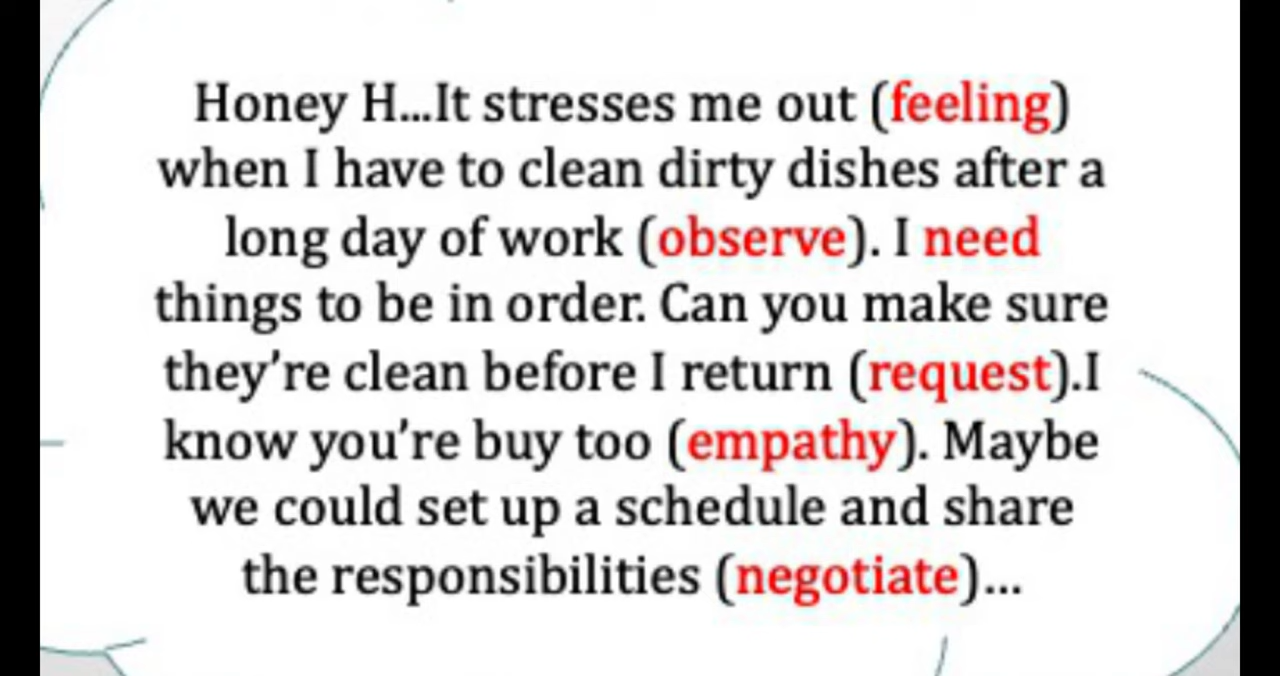 Honey H...It stresses me out (feeling)
when I have to clean dirty dishes after a
long day of work (observe). I need
things to be in order. Can you make sure
they're clean before I return (request).I
know you're buy too (empathy). Maybe
we could set up a schedule and share
the responsibilities (negotiate)...